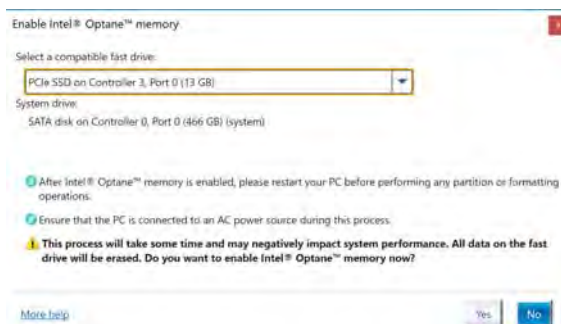 Enable Intel® Optane™ memory
Select a compatible fast drive:
PCIe SSD on Controller 3, Port 0 (13 GB)
System drive:
SATA disk on Controller 0, Port 0 (466 GB) (system)
After Intel® Optane™ memory is enabled, please restart your PC before performing any partition or formatting
operations.
Ensure that the PC is connected to an AC power source during this process.
This process will take some time and may negatively impact system performance. All data on the fast
drive will be erased. Do you want to enable Intel® Optane™ memory now?
More help
Yes
No